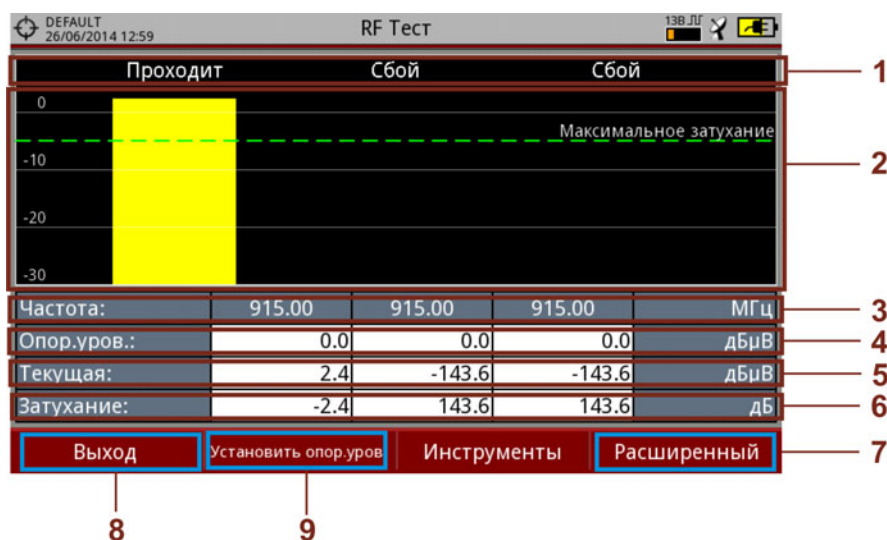 DEFAULT
26/06/2014 12:59
RF Тест
13В
Проходит Сбой Сбой 1
0
Максимальное затухание
-10
2
-20
-30
Частота: 915.00 915.00 915.00 МГц 3
Опор.уров.: 0.0 0.0 0.0 дБµВ 4
Текущая: 2.4 -143.6 -143.6 дБµВ 5
Затухание: -2.4 143.6 143.6 дБ 6
Выход Установить опор.уров Инструменты Расширенный 7
8 9